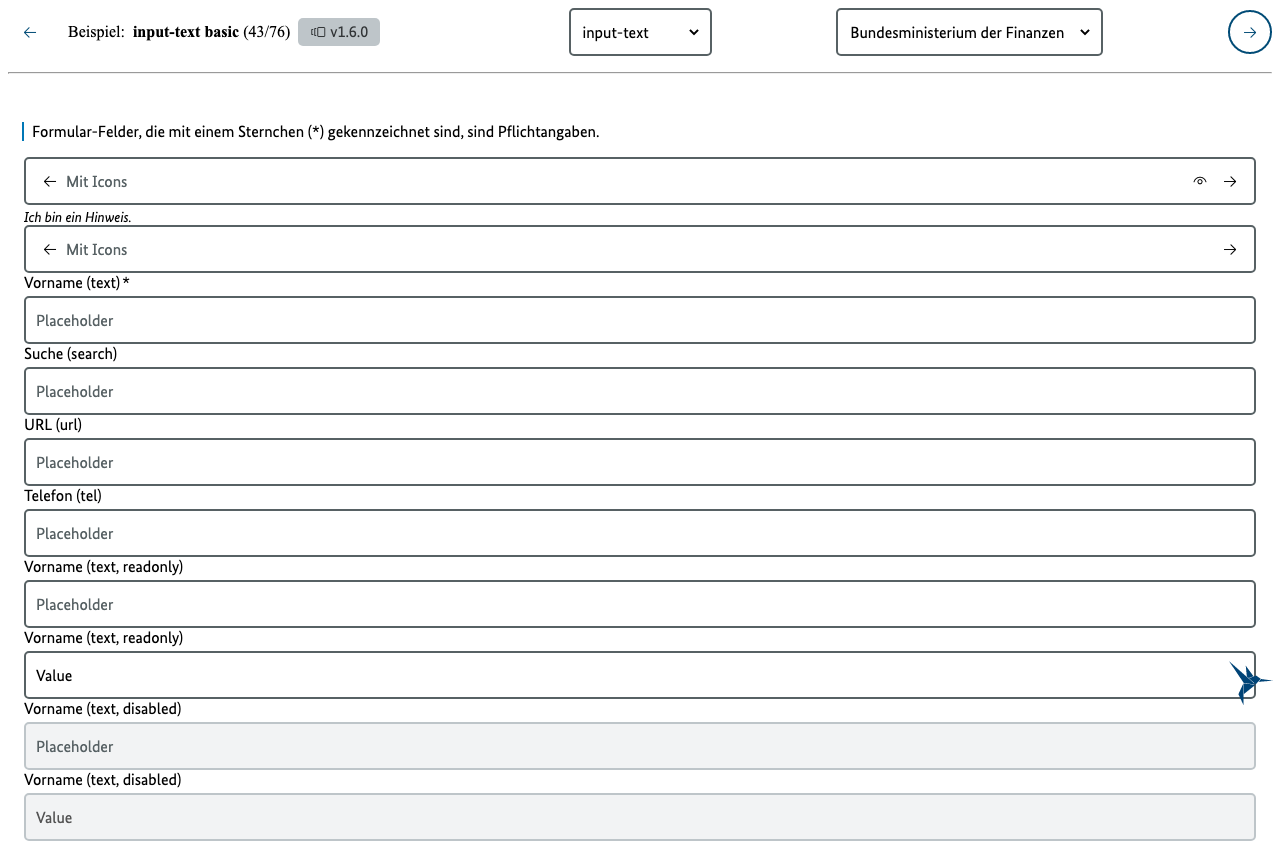 Beispiel: input-text basic (43/76) v1.6.0 input-text Bundesministerium der Finanzen
Formular-Felder, die mit einem Sternchen (*) gekennzeichnet sind, sind Pflichtangaben.
Mit Icons
Ich bin ein Hinweis.
Mit Icons
Vorname (text)*
Placeholder
Suche (search)
Placeholder
URL (url)
Placeholder
Telefon (tel)
Placeholder
Vorname (text, readonly)
Placeholder
Vorname (text, readonly)
Value
Vorname (text, disabled)
Placeholder
Vorname (text, disabled)
Value